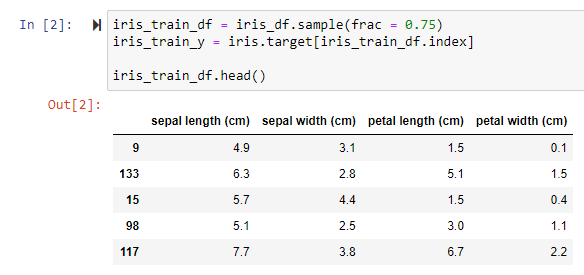 In [2]: iris_train_df = iris_df.sample(frac = 0.75)
iris_train_y = iris.target[iris_train_df.index]
iris_train_df.head()
Out[2]:
sepal length (cm) sepal width (cm) petal length (cm) petal width (cm)
9 4.9 3.1 1.5 0.1
133 6.3 2.8 5.1 1.5
15 5.7 4.4 1.5 0.4
98 5.1 2.5 3.0 1.1
117 7.7 3.8 6.7 2.2